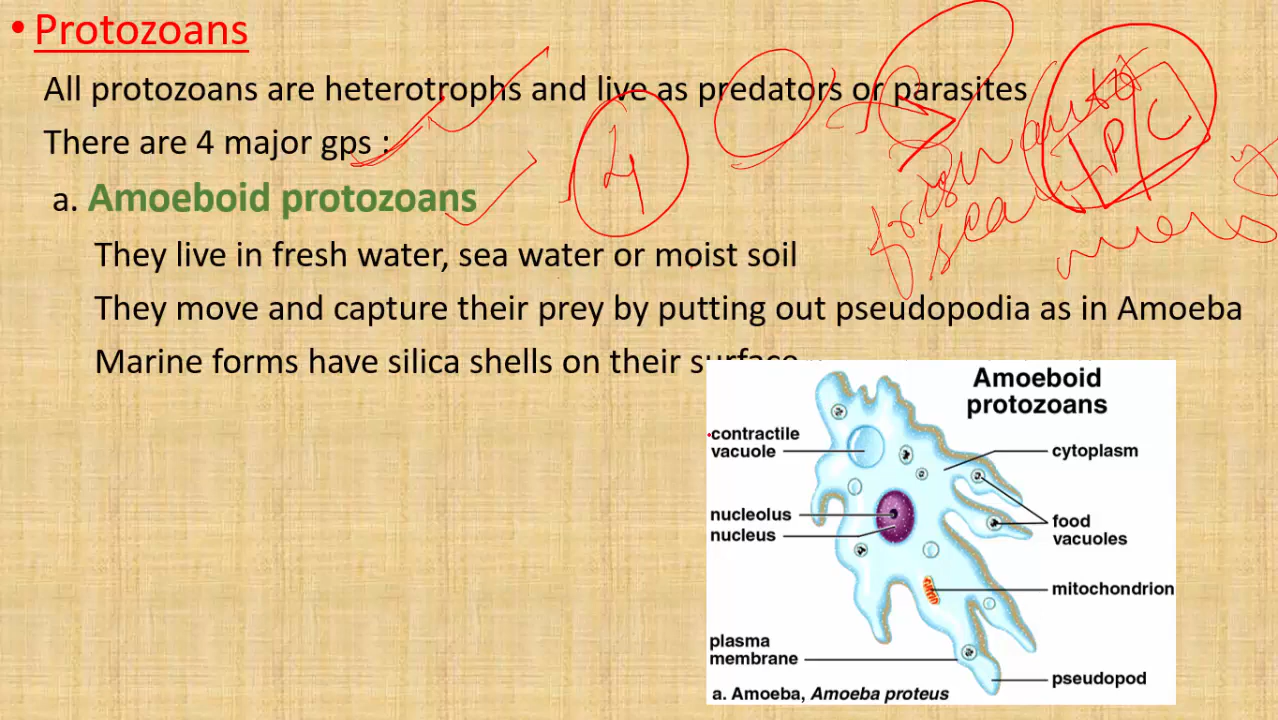 • Protozoans
All protozoans are heterotrophs and live as predators or parasites
There are 4 major gps :
a. Amoeboid protozoans
They live in fresh water, sea water or moist soil
They move and capture their prey by putting out pseudopodia as in Amoeba
Marine forms have silica shells on their surface
4
P C
Amoeboid
protozoans
contractile
vacuole
cytoplasm
nucleolus
nucleus
food
vacuoles
mitochondrion
plasma
membrane
pseudopod
a. Amoeba, Amoeba proteus